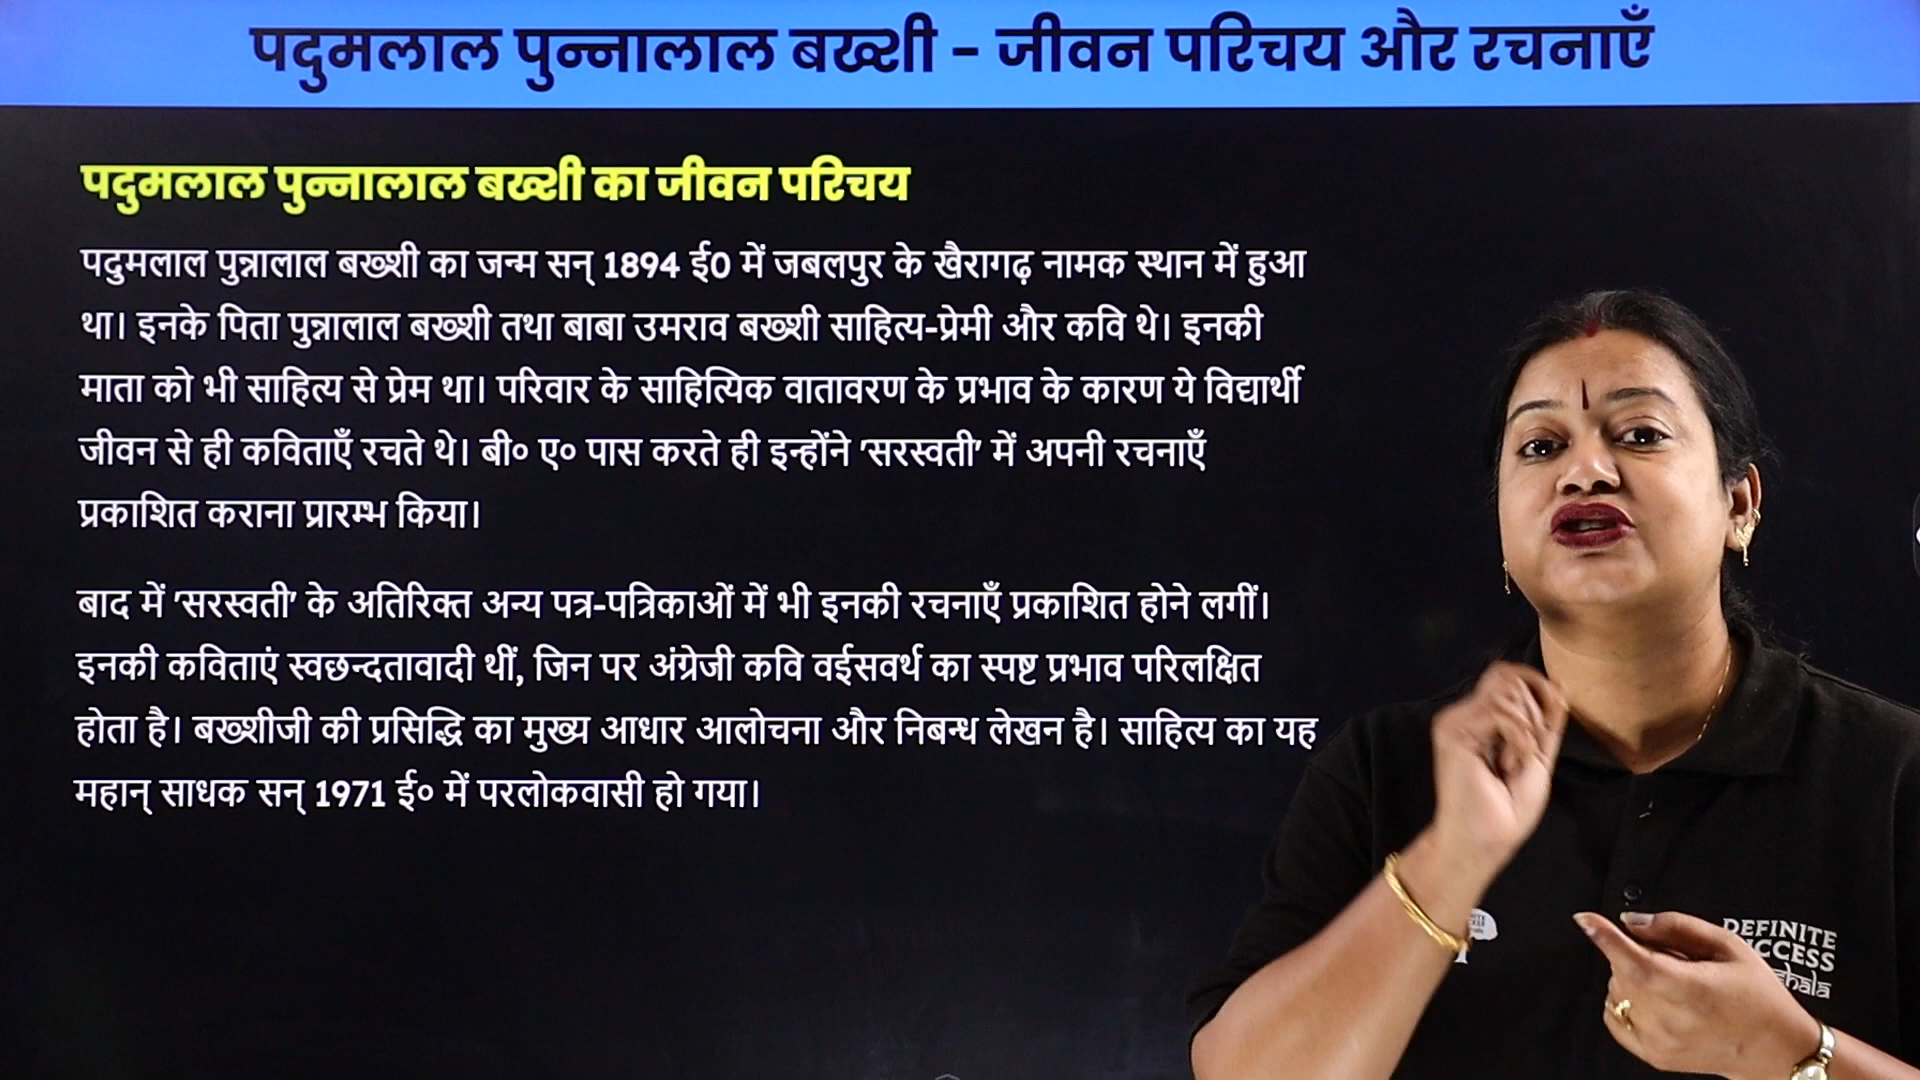 पदुमलाल पुन्नालाल बख्शी - जीवन परिचय और रचनाएँ
पदुमलाल पुन्नालाल बख्शी का जीवन परिचय
पदुमलाल पुन्नालाल बख्शी का जन्म सन् 1894 ई0 में जबलपुर के खैरागढ़ नामक स्थान में हुआ
था। इनके पिता पुन्नालाल बख्शी तथा बाबा उमराव बख्शी साहित्य-प्रेमी और कवि थे। इनकी
माता को भी साहित्य से प्रेम था। परिवार के साहित्यिक वातावरण के प्रभाव के कारण ये विद्यार्थी
जीवन से ही कविताएँ रचते थे। बी० ए० पास करते ही इन्होंने 'सरस्वती' में अपनी रचनाएँ
प्रकाशित कराना प्रारम्भ किया।
बाद में 'सरस्वती' के अतिरिक्त अन्य पत्र-पत्रिकाओं में भी इनकी रचनाएँ प्रकाशित होने लगीं।
इनकी कविताएं स्वछन्दतावादी थीं, जिन पर अंग्रेजी कवि वर्ईसवर्थ का स्पष्ट प्रभाव परिलक्षित
होता है। बख्शीजी की प्रसिद्धि का मुख्य आधार आलोचना और निबन्ध लेखन है। साहित्य का यह
महान् साधक सन् 1971 ई० में परलोकवासी हो गया।
DEFINITE